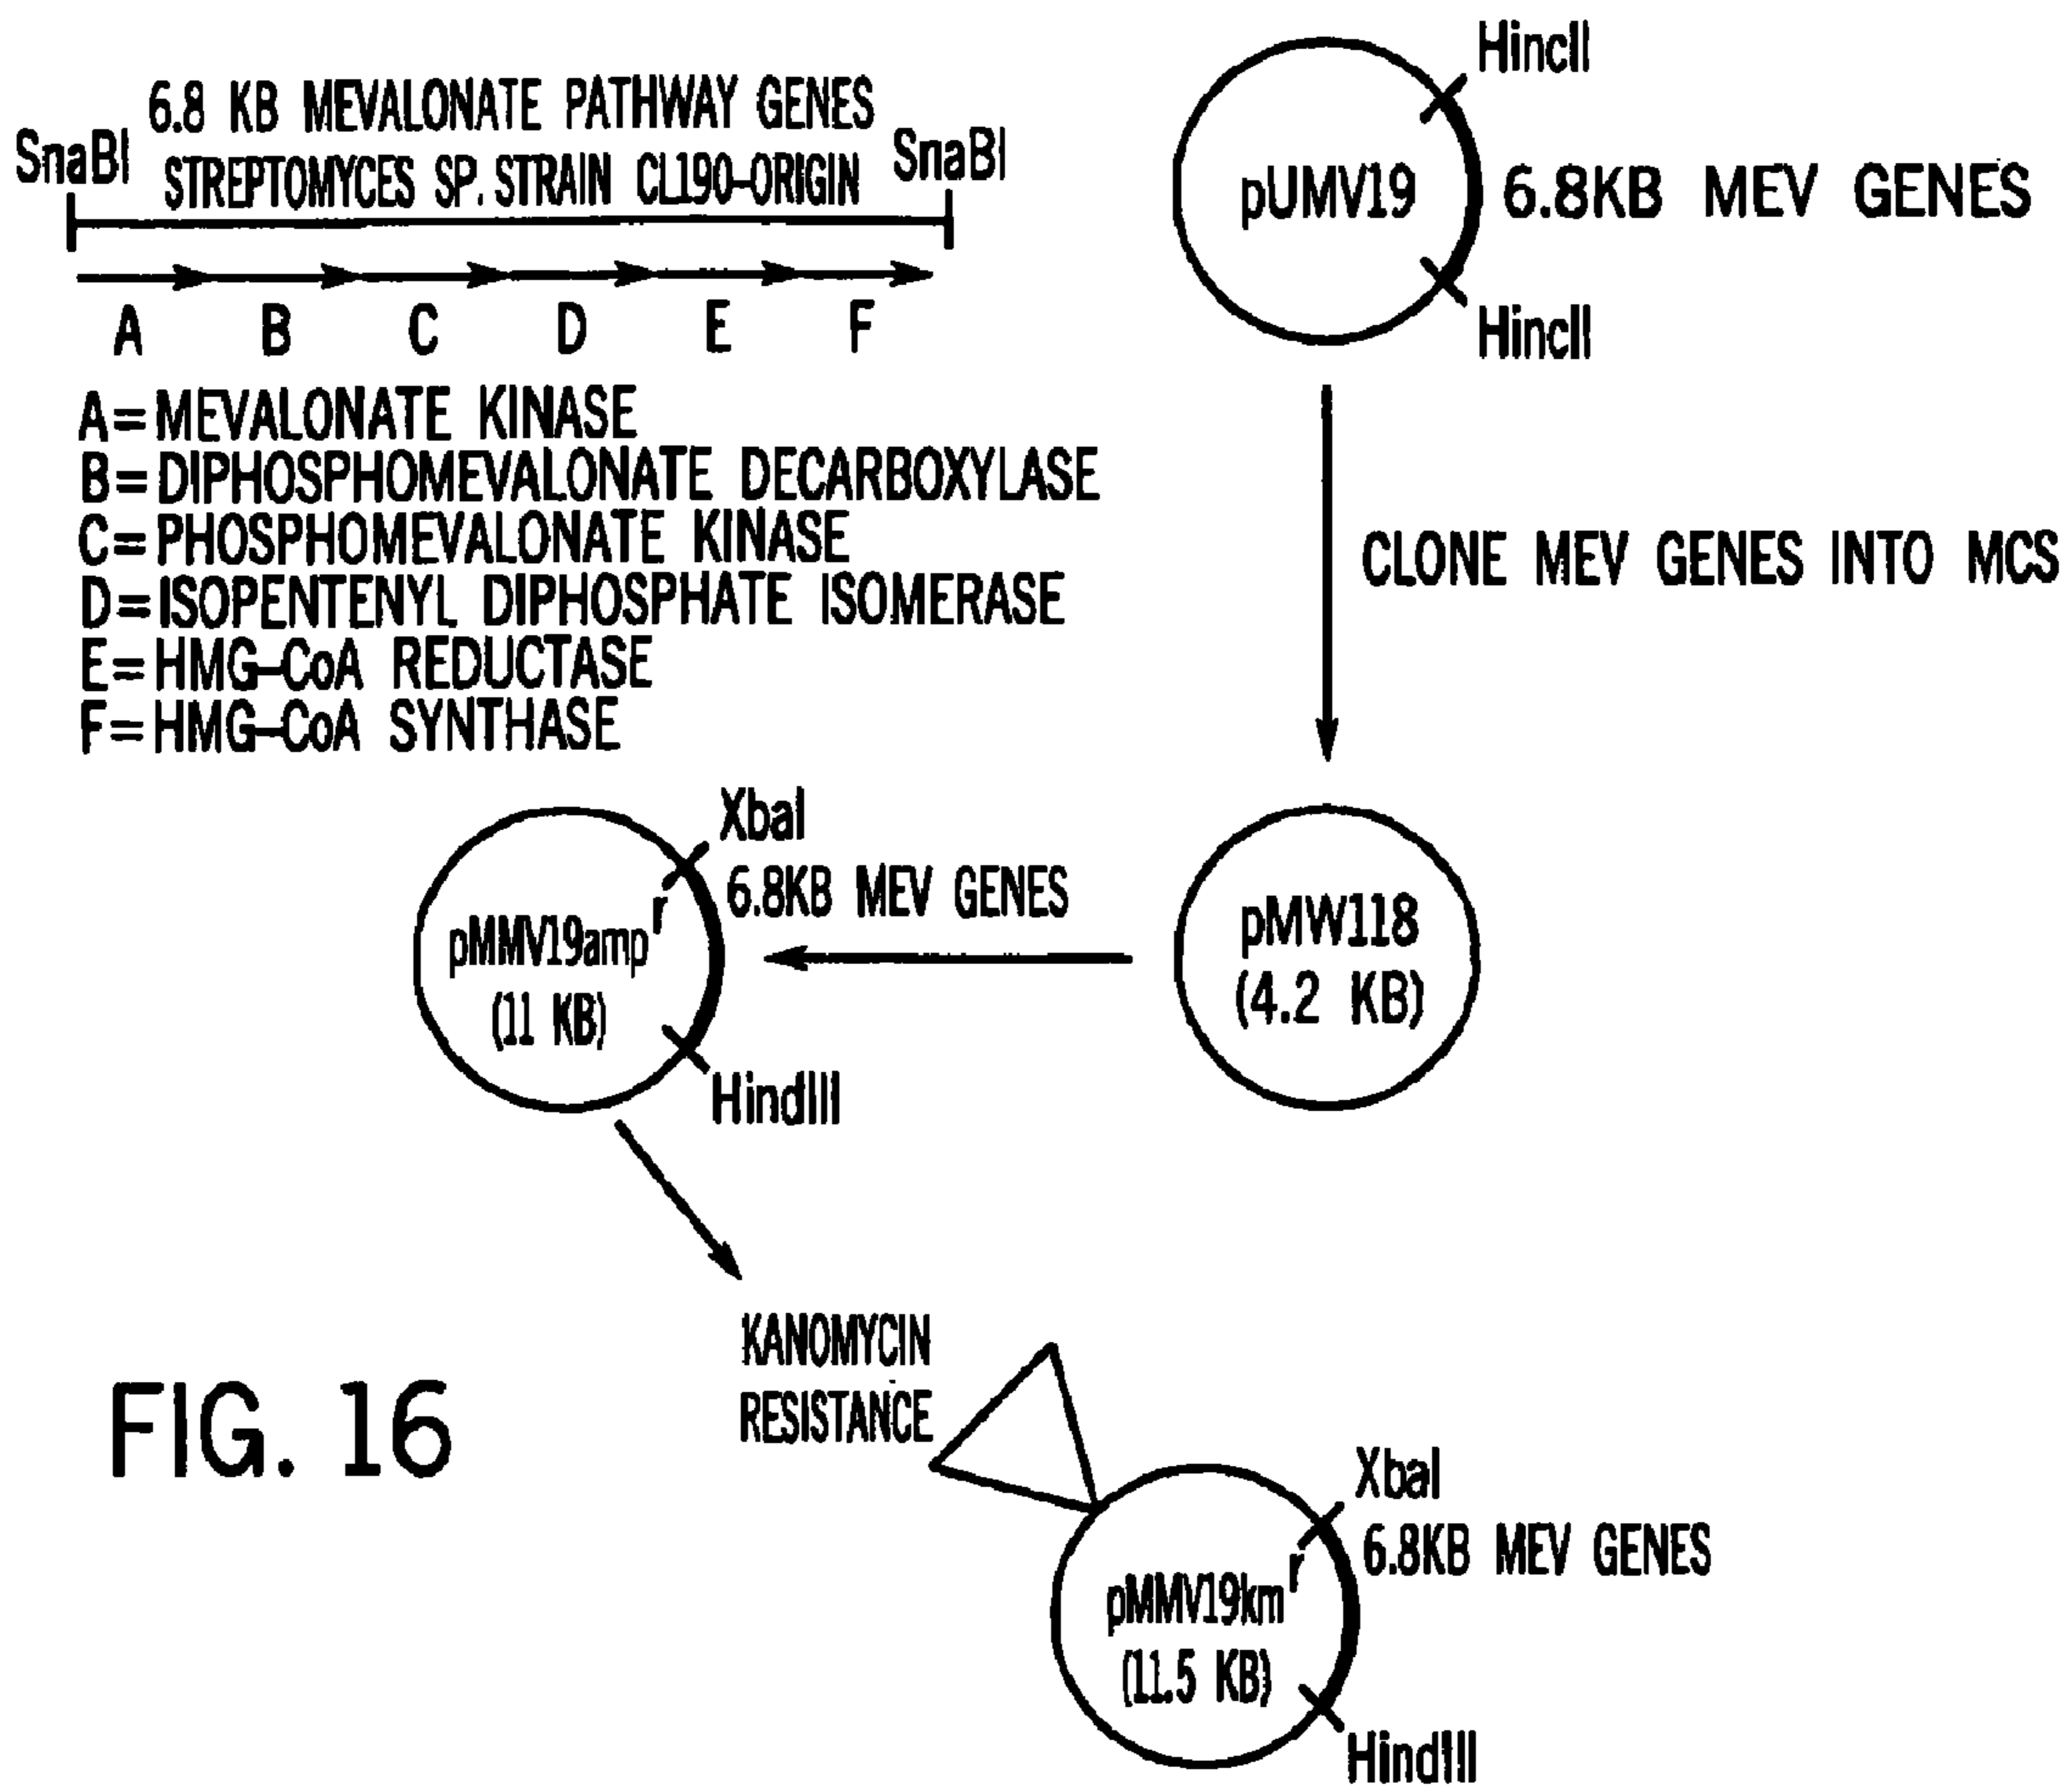 6.8 KB MEVALONATE PATHWAY GENES
SnaBI STREPTOMYCES SP. STRAIN CL190-ORIGIN SnaBI
A B C D E F
A=MEVALONATE KINASE
B=DIPHOSPHOMEVALONATE DECARBOXYLASE
C=PHOSPHOMEVALONATE KINASE
D=ISOPENTENYL DIPHOSPHATE ISOMERASE
E=HMG-CoA REDUCTASE
F=HMG-CoA SYNTHASE
HincII
pUMV19
6.8KB MEV GENES
HincII
CLONE MEV GENES INTO MCS
pMW118
(4.2 KB)
XbaI
6.8KB MEV GENES
pMMV19amp r
(11 KB)
HindIII
KANOMYCIN
RESISTANCE
XbaI
6.8KB MEV GENES
pMMV19km r
(11.5 KB)
HindIII
FIG. 16